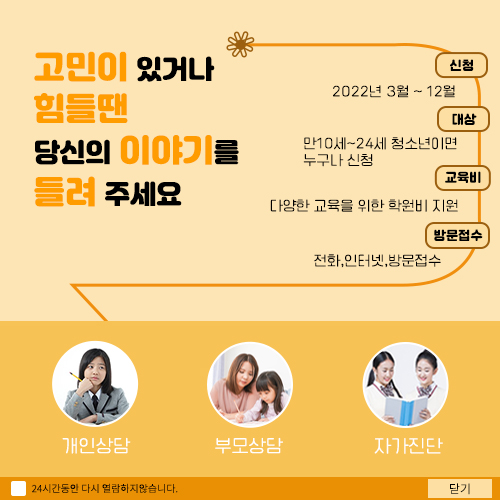 고민이 있거나
힘들땐
당신의 이야기를
들려 주세요
신청
2022년 3월 ~ 12월
대상
만10세~24세 청소년이면
누구나 신청
교육비
다양한 교육을 위한 학원비 지원
방문접수
전화,인터넷,방문접수
개인상담
부모상담
자가진단
24시간동안 다시 열람하지않습니다.
닫기